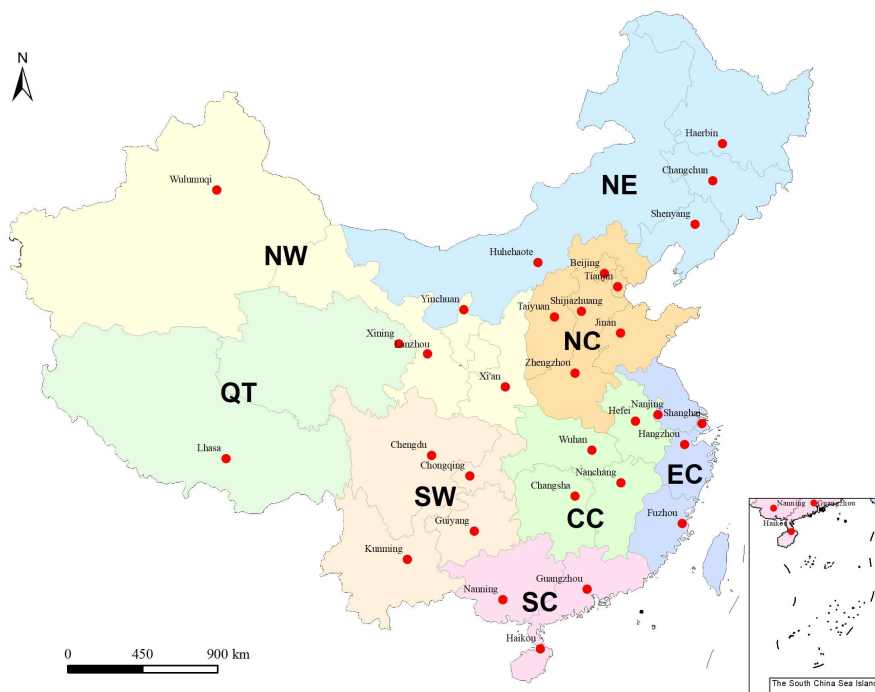 N
Haerbin
Changchun
Wulumuqi
NE
Shenyang
NW
Huhehaote
Beijing
Tianjin
Yinchuan
Shijiazhuang
Taiyuan
Jinan
Xining
Lanzhou
NC
Zhengzhou
Xi'an
QT
Nanjing
Hefei
Shanghai
Hangzhou
Wuhan
Lhasa
Chengdu
Chongqing
Nanchang
EC
SW
Changsha
CC
Guiyang
Fuzhou
Kunming
Guangzhou
Nanning
SC
Haikou
Nanning
Guangzhou
Haikou
0 450 900 km
The South China Sea Island